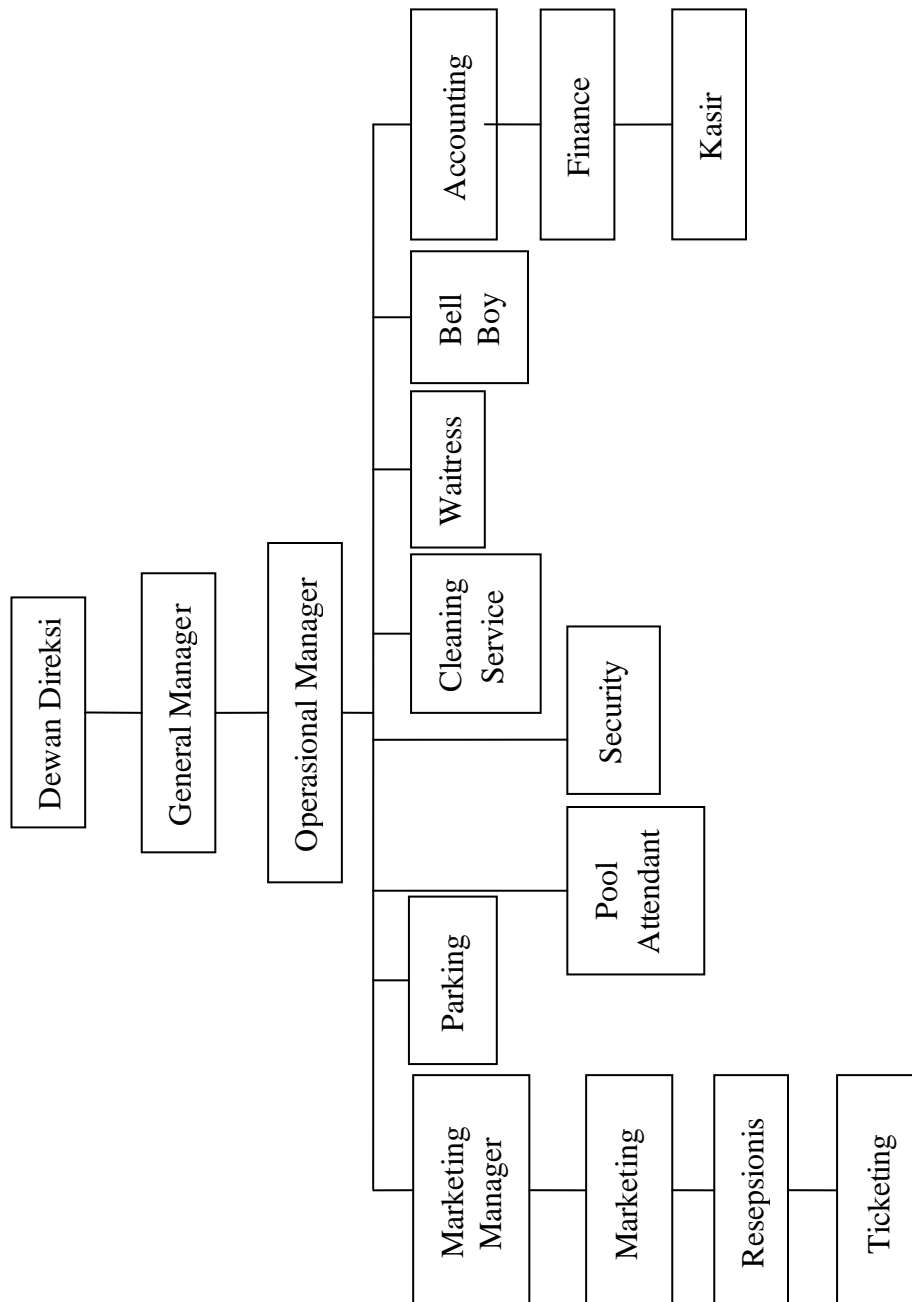 Dewan Direksi
General Manager
Operasional Manager
Marketing
Manager
Marketing
Resepsionis
Ticketing
Parking
Pool
Attendant
Security
Cleaning
Service
Waitress
Bell
Boy
Accounting
Finance
Kasir